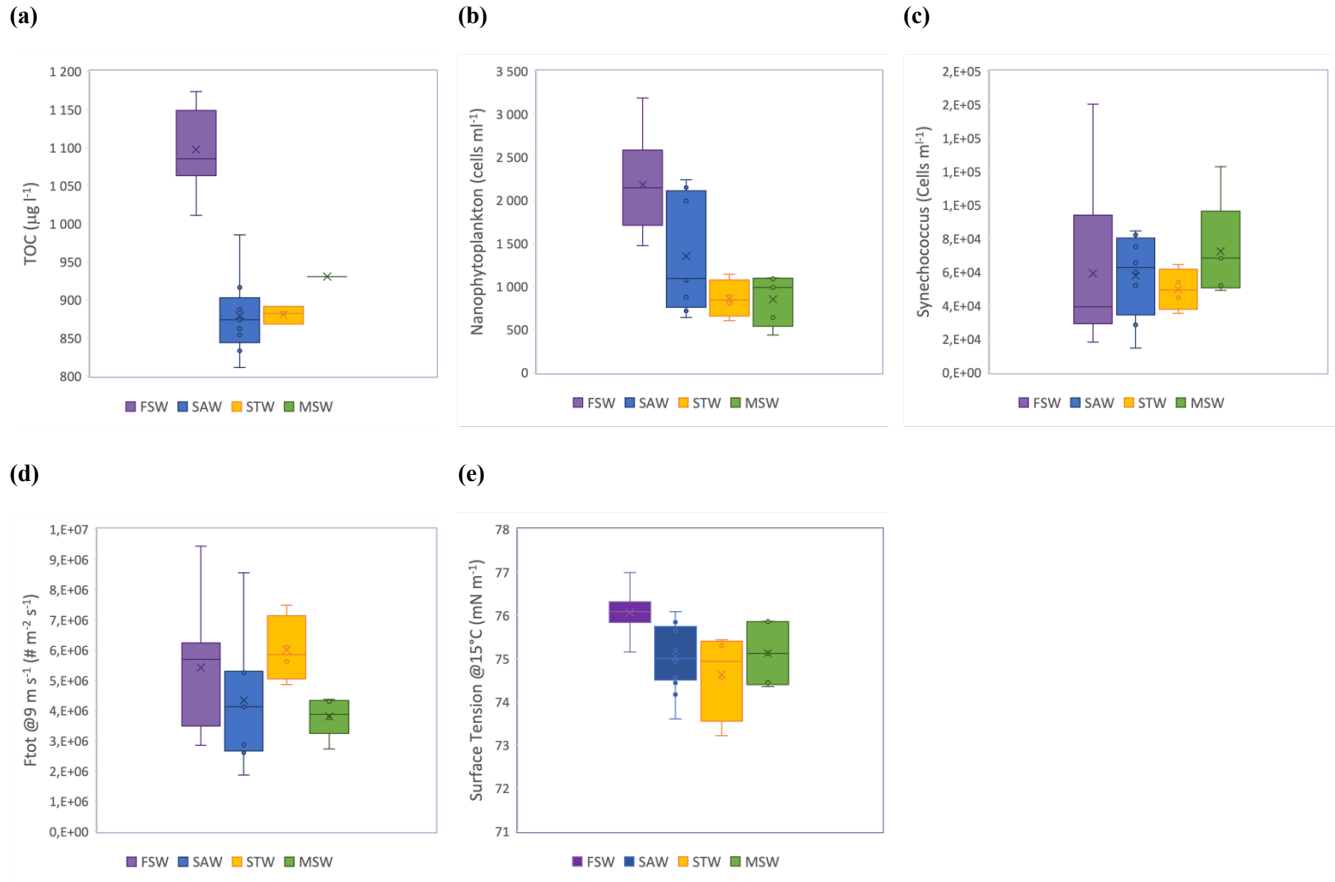 (a)
(b)
(c)
TOC (µg l⁻¹)
1 200
1 150
1 100
1 050
1 000
950
900
850
800
FSW SAW STW MSW
Nanophytoplankton (cells ml⁻¹)
3 500
3 000
2 500
2 000
1 500
1 000
500
0
FSW SAW STW MSW
Synechococcus (Cells mˡ⁻¹)
2,E+05
2,E+05
1,E+05
1,E+05
1,E+05
8,E+04
6,E+04
4,E+04
2,E+04
0,E+00
FSW SAW STW MSW
(d)
(e)
Ftot @9 m s⁻¹ (# m⁻² s⁻¹)
1,E+07
9,E+06
8,E+06
7,E+06
6,E+06
5,E+06
4,E+06
3,E+06
2,E+06
1,E+06
0,E+00
FSW SAW STW MSW
Surface Tension @15°C (mN m⁻¹)
78
77
76
75
74
73
72
71
FSW SAW STW MSW